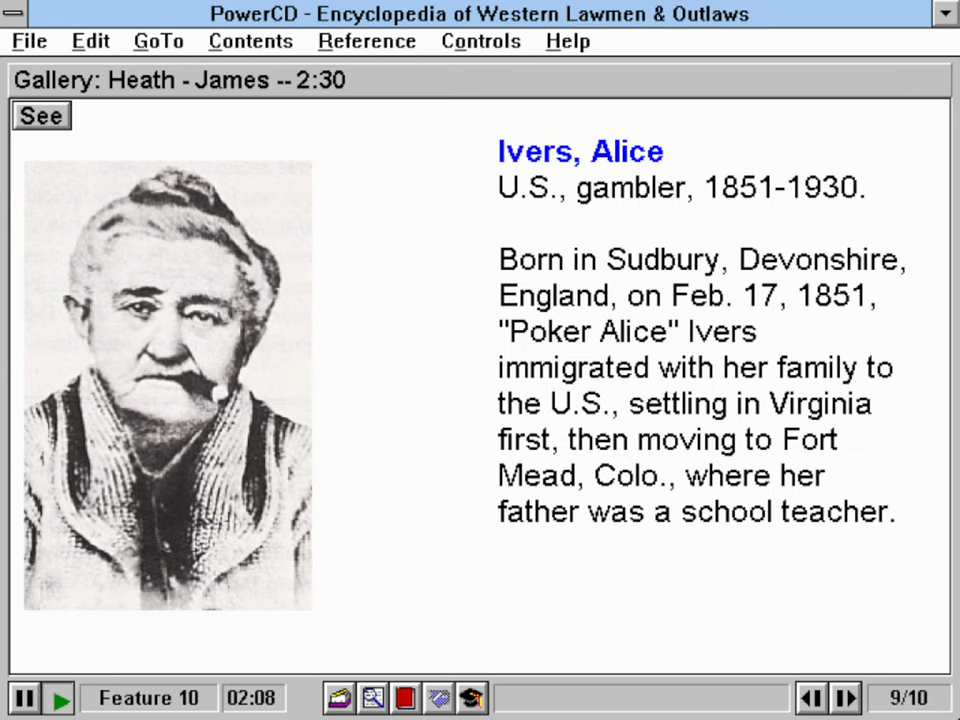 PowerCD - Encyclopedia of Western Lawmen & Outlaws
File Edit GoTo Contents Reference Controls Help
Gallery: Heath - James -- 2:30
See
Ivers, Alice
U.S., gambler, 1851-1930.
Born in Sudbury, Devonshire,
England, on Feb. 17, 1851,
"Poker Alice" Ivers
immigrated with her family to
the U.S., settling in Virginia
first, then moving to Fort
Mead, Colo., where her
father was a school teacher.
Feature 10 02:08 9/10